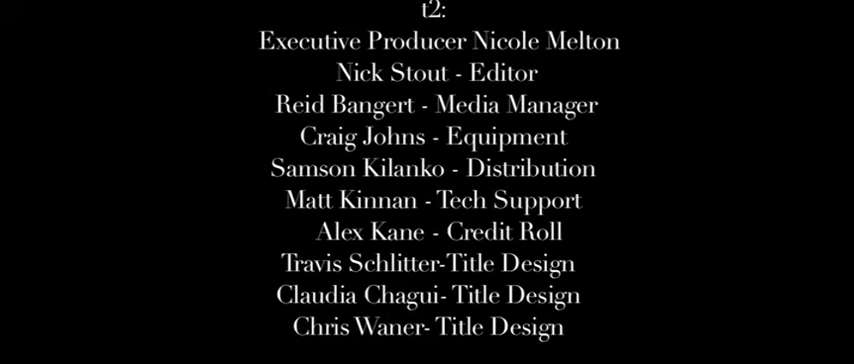 t2:
Executive Producer Nicole Melton
Nick Stout - Editor
Reid Bangert - Media Manager
Craig Johns - Equipment
Samson Kilanko - Distribution
Matt Kinnan - Tech Support
Alex Kane - Credit Roll
Travis Schlitter-Title Design
Claudia Chagui- Title Design
Chris Waner- Title Design